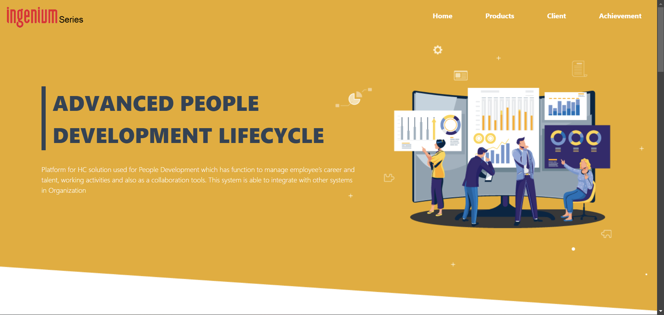 ingenium Series
Home Products Client Achievement
ADVANCED PEOPLE
DEVELOPMENT LIFECYCLE
Platform for HC solution used for People Development which has function to manage employee's career and
talent, working activities and also as a collaboration tools. This system is able to integrate with other systems
in Organization